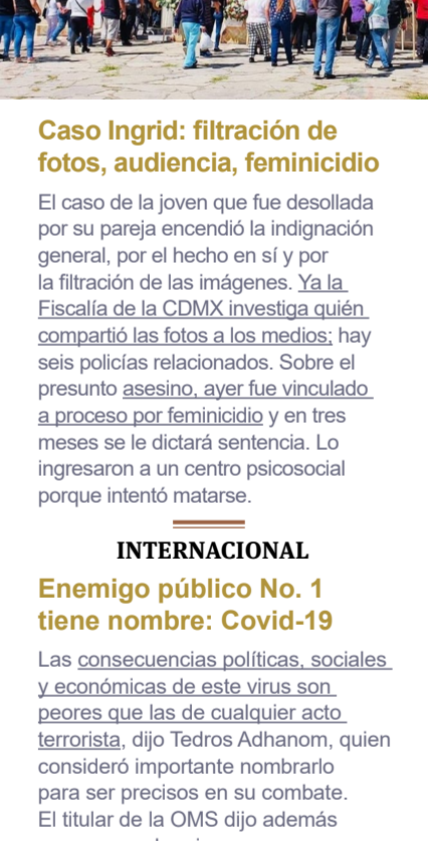 Caso Ingrid: filtración de
fotos, audiencia, feminicidio
El caso de la joven que fue desollada
por su pareja encendió la indignación
general, por el hecho en sí y por
la filtración de las imágenes. Ya la
Fiscalía de la CDMX investiga quién
compartió las fotos a los medios; hay
seis policías relacionados. Sobre el
presunto asesino, ayer fue vinculado
a proceso por feminicidio y en tres
meses se le dictará sentencia. Lo
ingresaron a un centro psicosocial
porque intentó matarse.
INTERNACIONAL
Enemigo público No. 1
tiene nombre: Covid-19
Las consecuencias políticas, sociales
y económicas de este virus son
peores que las de cualquier acto
terrorista, dijo Tedros Adhanom, quien
consideró importante nombrarlo
para ser precisos en su combate.
El titular de la OMS dijo además